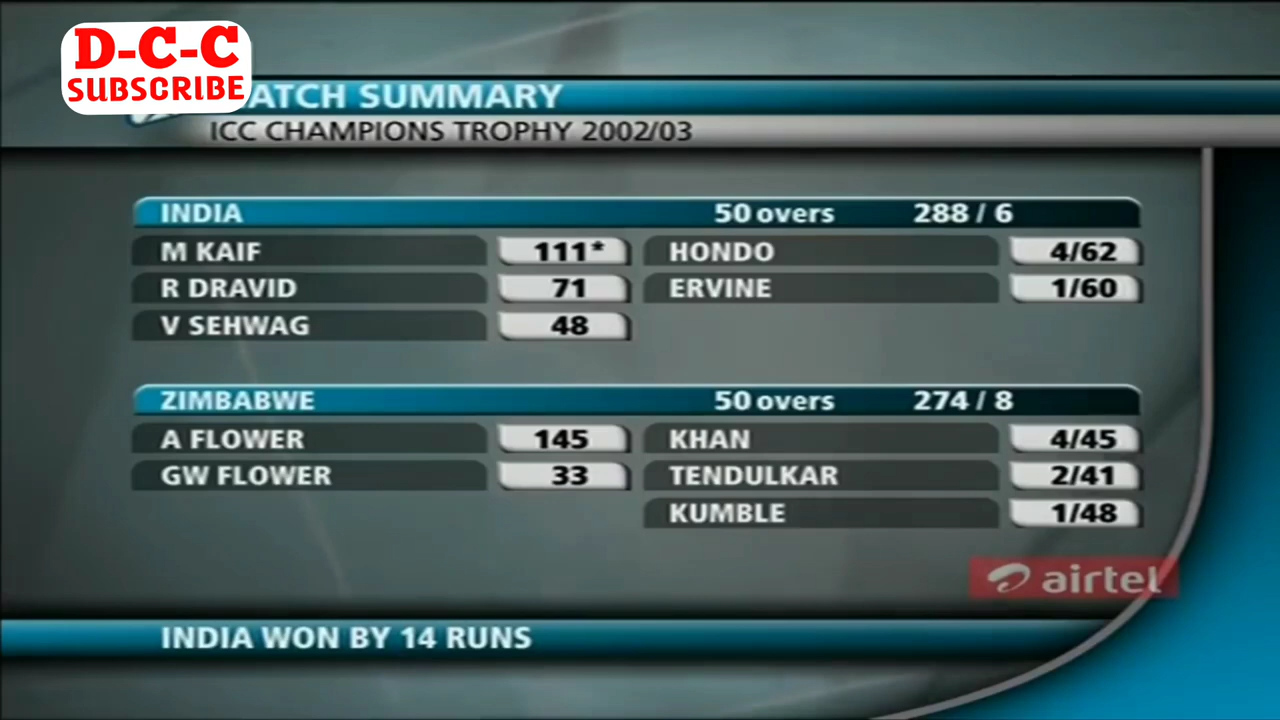 D-C-C
SUBSCRIBE
ATCH SUMMARY
ICC CHAMPIONS TROPHY 2002/03
INDIA 50 overs 288 / 6
M KAIF 111* HONDO 4/62
R DRAVID 71 ERVINE 1/60
V SEHWAG 48
ZIMBABWE 50 overs 274 / 8
A FLOWER 145 KHAN 4/45
GW FLOWER 33 TENDULKAR 2/41
KUMBLE 1/48
airtel
INDIA WON BY 14 RUNS